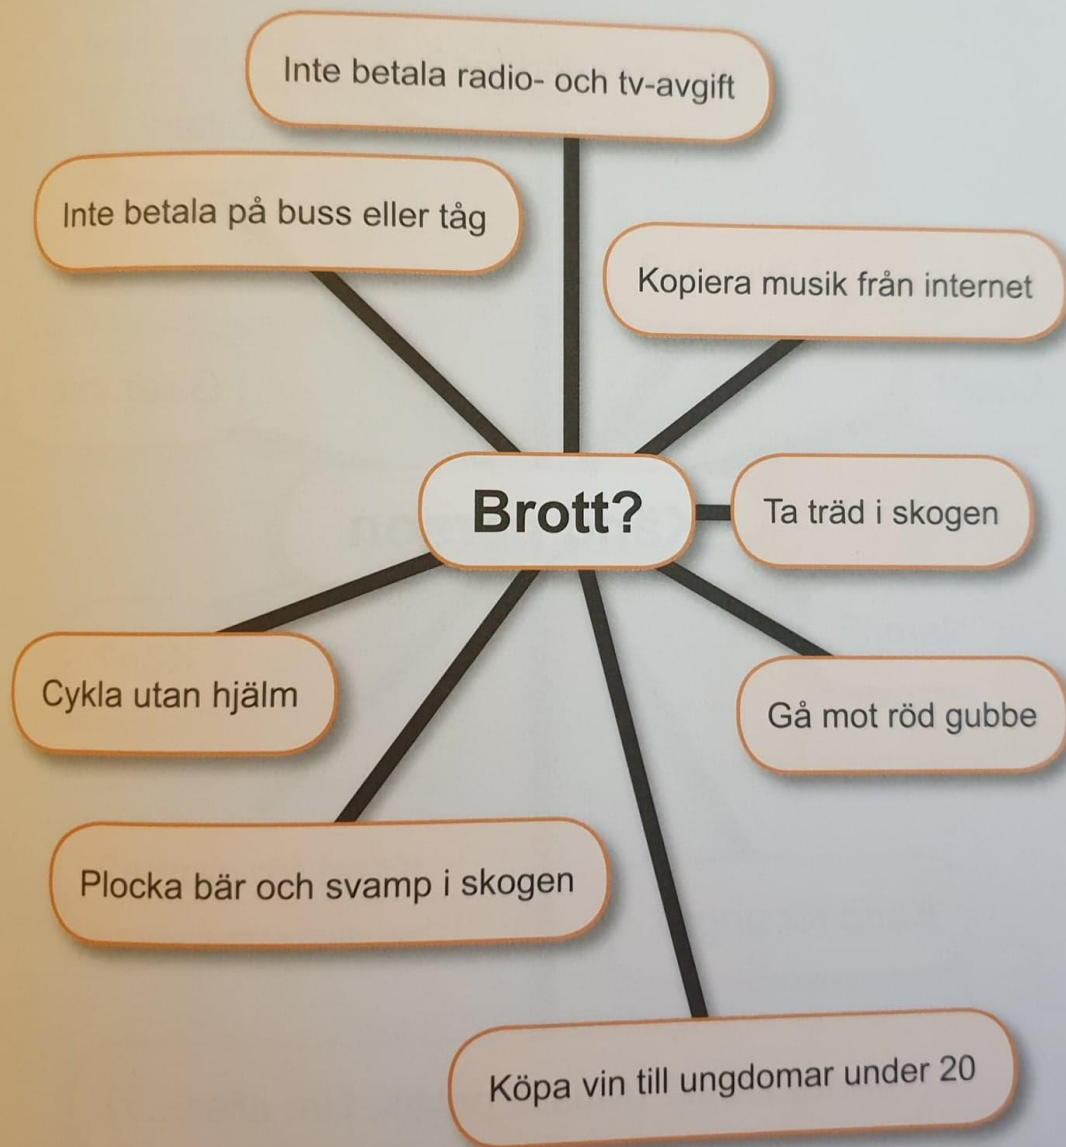 Inte betala radio- och tv-avgift
Inte betala på buss eller tåg
Kopiera musik från internet
Brott?
Ta träd i skogen
Cykla utan hjälm
Gå mot röd gubbe
Plocka bär och svamp i skogen
Köpa vin till ungdomar under 20